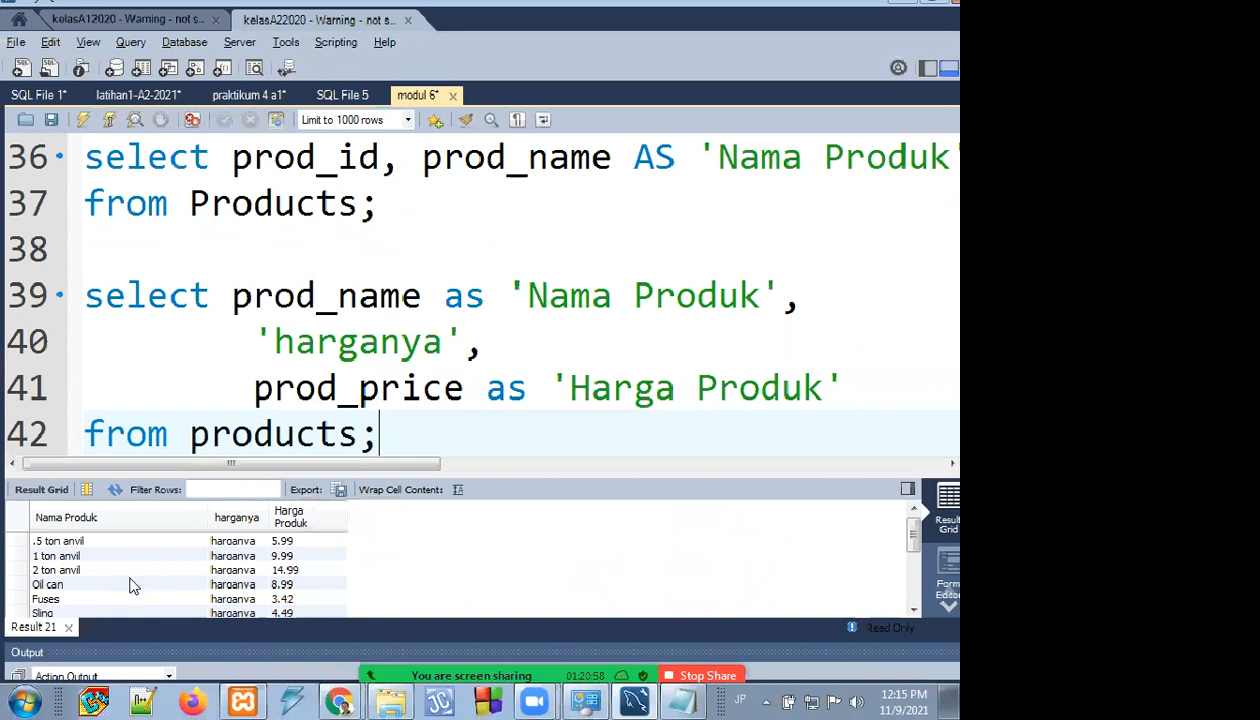 kelasA12020 - Warning - not s...
kelasA22020 - Warning - not s...
File Edit View Query Database Server Tools Scripting Help
SQL File 1* latihan1-A2-2021* praktikum 4 a1* SQL File 5 modul 6*
Limit to 1000 rows
36 select prod_id, prod_name AS 'Nama Produk'
37 from Products;
38
39 select prod_name as 'Nama Produk',
40 'harganya',
41 prod_price as 'Harga Produk'
42 from products;
Result Grid Filter Rows: Export: Wrap Cell Content:
Nama Produk harganya Harga Produk
.5 ton anvil harganya 5.99
1 ton anvil harganya 9.99
2 ton anvil harganya 14.99
Oil can harganya 8.99
Fuses harganya 3.42
Sling harganya 4.49
Result Grid
Form Editor
Result 21 Read Only
Output
Action Output
You are screen sharing 01:20:58 Stop Share
JP 12:15 PM
11/9/2021